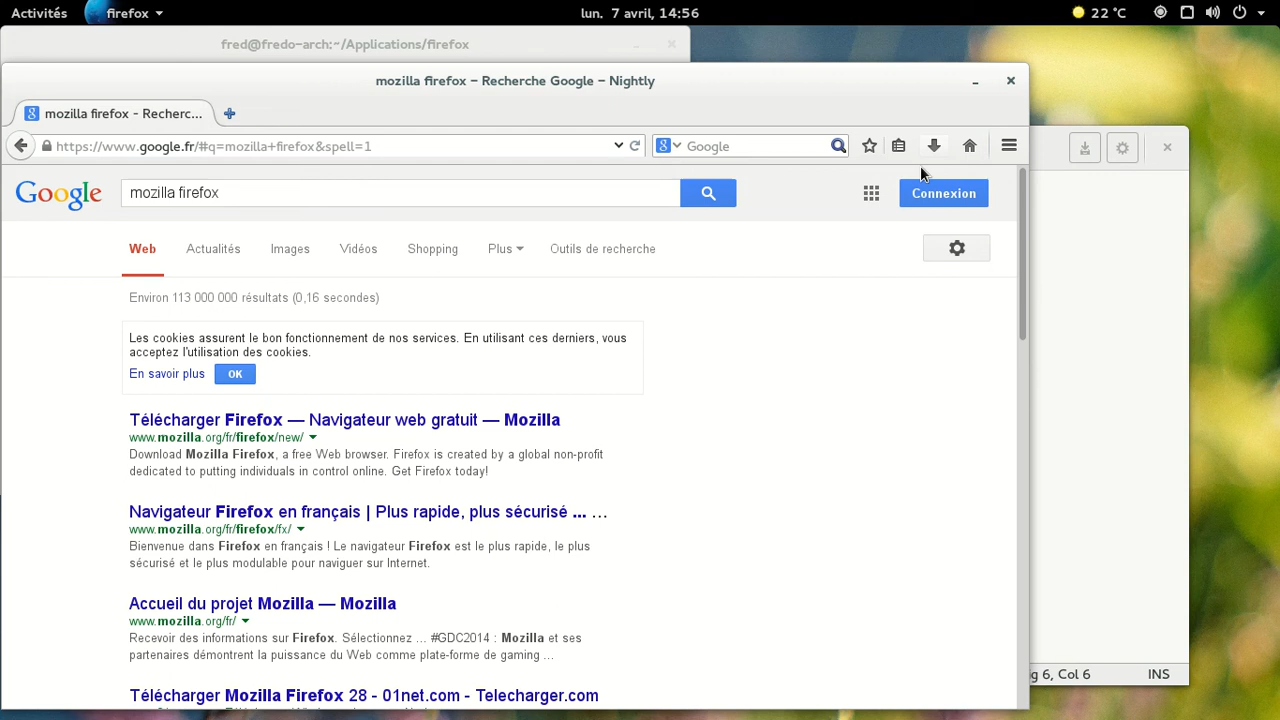 Activités firefox lun. 7 avril, 14:56 22 °C
fred@fredo-arch:~/Applications/firefox
mozilla firefox – Recherche Google – Nightly
mozilla firefox - Recherc...
https://www.google.fr/#q=mozilla+firefox&spell=1 Google
Google mozilla firefox Connexion
Web Actualités Images Vidéos Shopping Plus Outils de recherche
Environ 113 000 000 résultats (0,16 secondes)
Les cookies assurent le bon fonctionnement de nos services. En utilisant ces derniers, vous
acceptez l'utilisation des cookies.
En savoir plus OK
Télécharger Firefox — Navigateur web gratuit — Mozilla
www.mozilla.org/fr/firefox/new/
Download Mozilla Firefox, a free Web browser. Firefox is created by a global non-profit
dedicated to putting individuals in control online. Get Firefox today!
Navigateur Firefox en français | Plus rapide, plus sécurisé ... ...
www.mozilla.org/fr/firefox/fx/
Bienvenue dans Firefox en français ! Le navigateur Firefox est le plus rapide, le plus
sécurisé et le plus modulable pour naviguer sur Internet.
Accueil du projet Mozilla — Mozilla
www.mozilla.org/fr/
Recevoir des informations sur Firefox. Sélectionnez ... #GDC2014 : Mozilla et ses
partenaires démontrent la puissance du Web comme plate-forme de gaming ...
g 6, Col 6 INS
Télécharger Mozilla Firefox 28 - 01net.com - Telecharger.com